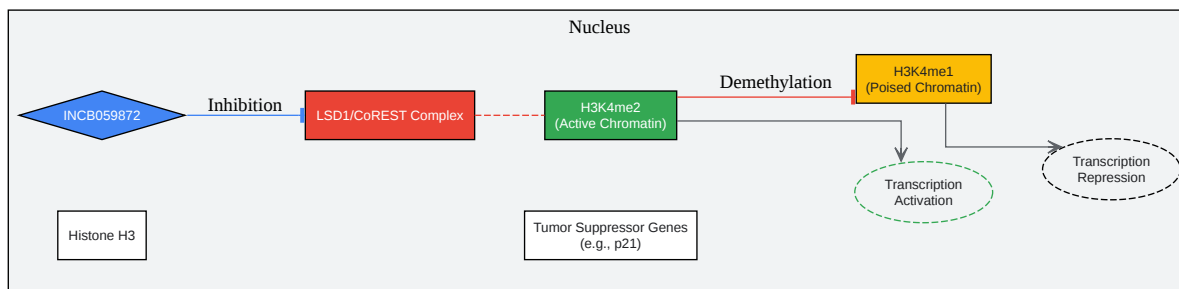 Nucleus
INCB059872
Inhibition
LSD1/CoREST Complex
H3K4me2
(Active Chromatin)
Demethylation
H3K4me1
(Poised Chromatin)
Transcription
Activation
Transcription
Repression
Histone H3
Tumor Suppressor Genes
(e.g., p21)